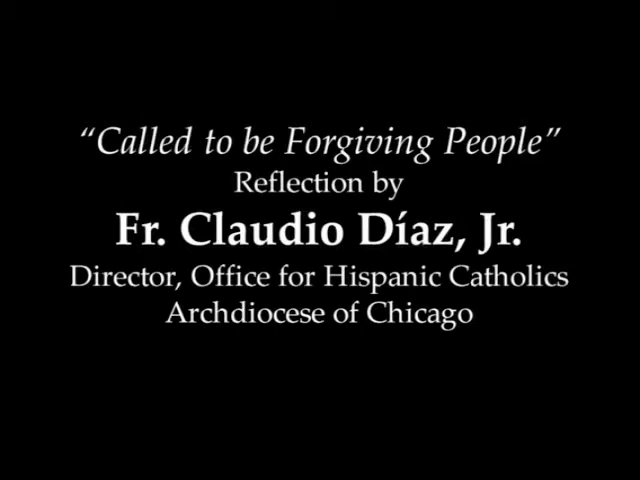 “Called to be Forgiving People”
Reflection by
Fr. Claudio Díaz, Jr.
Director, Office for Hispanic Catholics
Archdiocese of Chicago